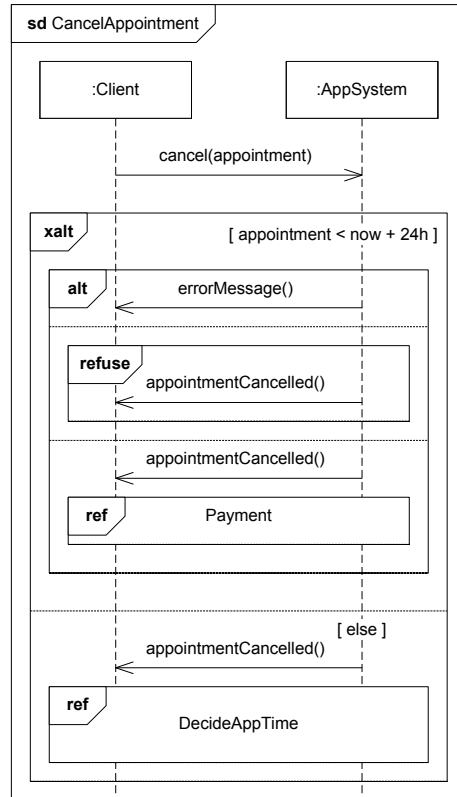 sd CancelAppointment
:Client
:AppSystem
cancel(appointment)
xalt
[ appointment < now + 24h ]
alt
errorMessage()
refuse
appointmentCancelled()
appointmentCancelled()
ref
Payment
[ else ]
appointmentCancelled()
ref
DecideAppTime